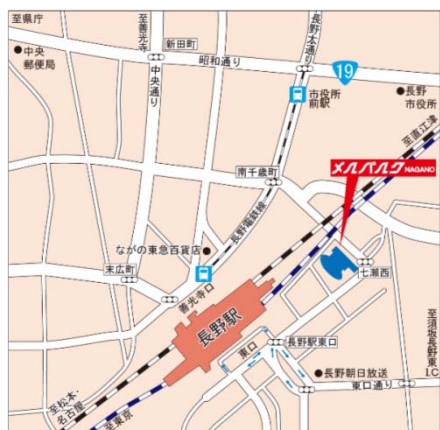 至県庁
至善光寺
新田町
長野大通り
中央
郵便局
中央通り
昭和通り
19
市役所
前駅
長野
市役所
至直江津
南千歳町
メルパルク NAGANO
長野電鉄線
ながの東急百貨店
末広町
善光寺口
七瀬西
長野駅
東口
長野駅東口
長野朝日放送
東口通り
至須坂長野東I.C
至松本・
名古屋
至東京